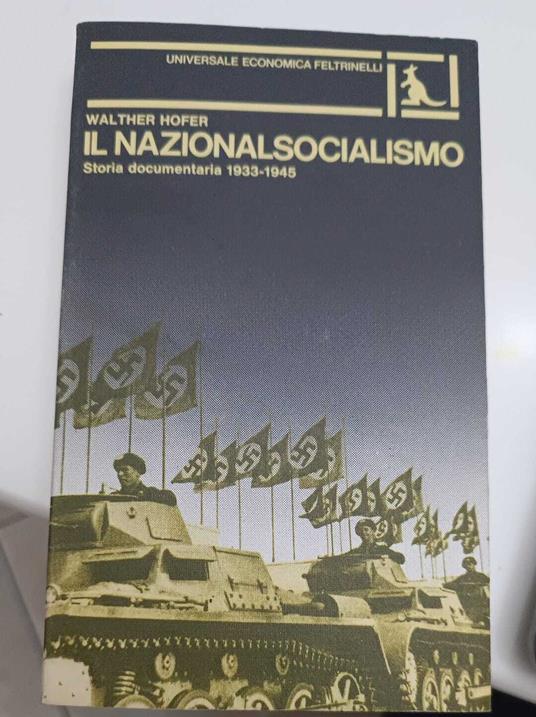 UNIVERSALE ECONOMICA FELTRINELLI
WALTHER HOFER
IL NAZIONALSOCIALISMO
Storia documentaria 1933-1945